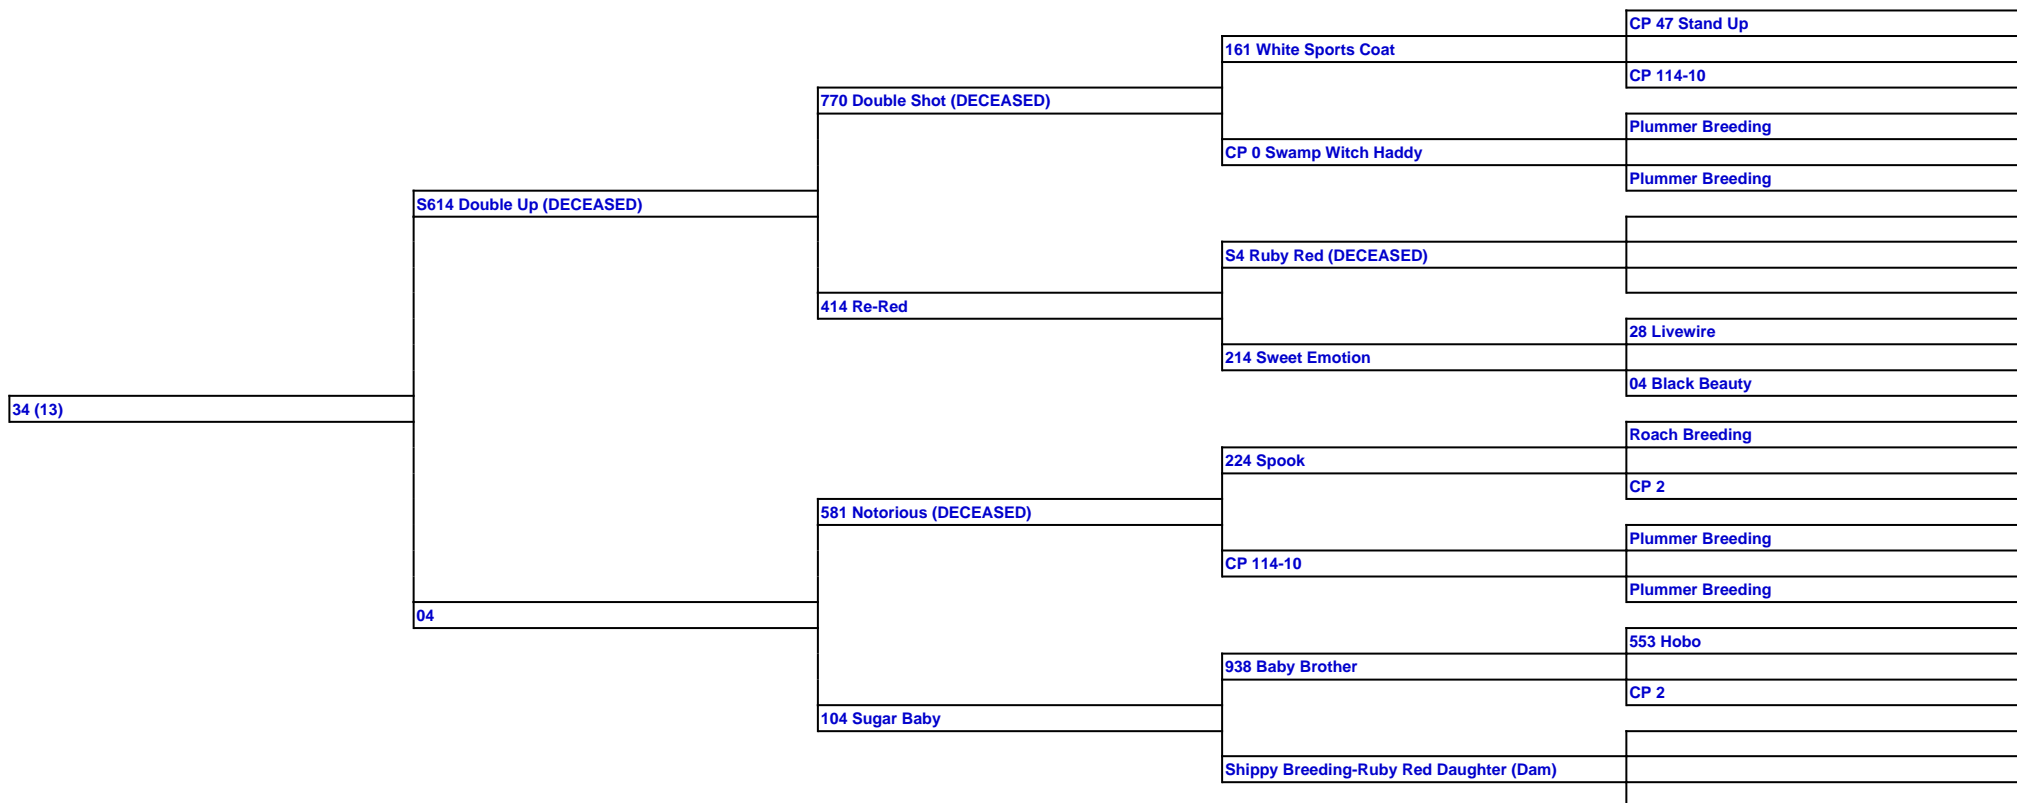 CP 47 Stand Up
161 White Sports Coat
CP 114-10
770 Double Shot (DECEASED)
Plummer Breeding
CP 0 Swamp Witch Haddy
Plummer Breeding
S614 Double Up (DECEASED)
S4 Ruby Red (DECEASED)
414 Re-Red
28 Livewire
214 Sweet Emotion
04 Black Beauty
34 (13)
Roach Breeding
224 Spook
CP 2
581 Notorious (DECEASED)
Plummer Breeding
CP 114-10
Plummer Breeding
04
553 Hobo
938 Baby Brother
CP 2
104 Sugar Baby
Shippy Breeding-Ruby Red Daughter (Dam)